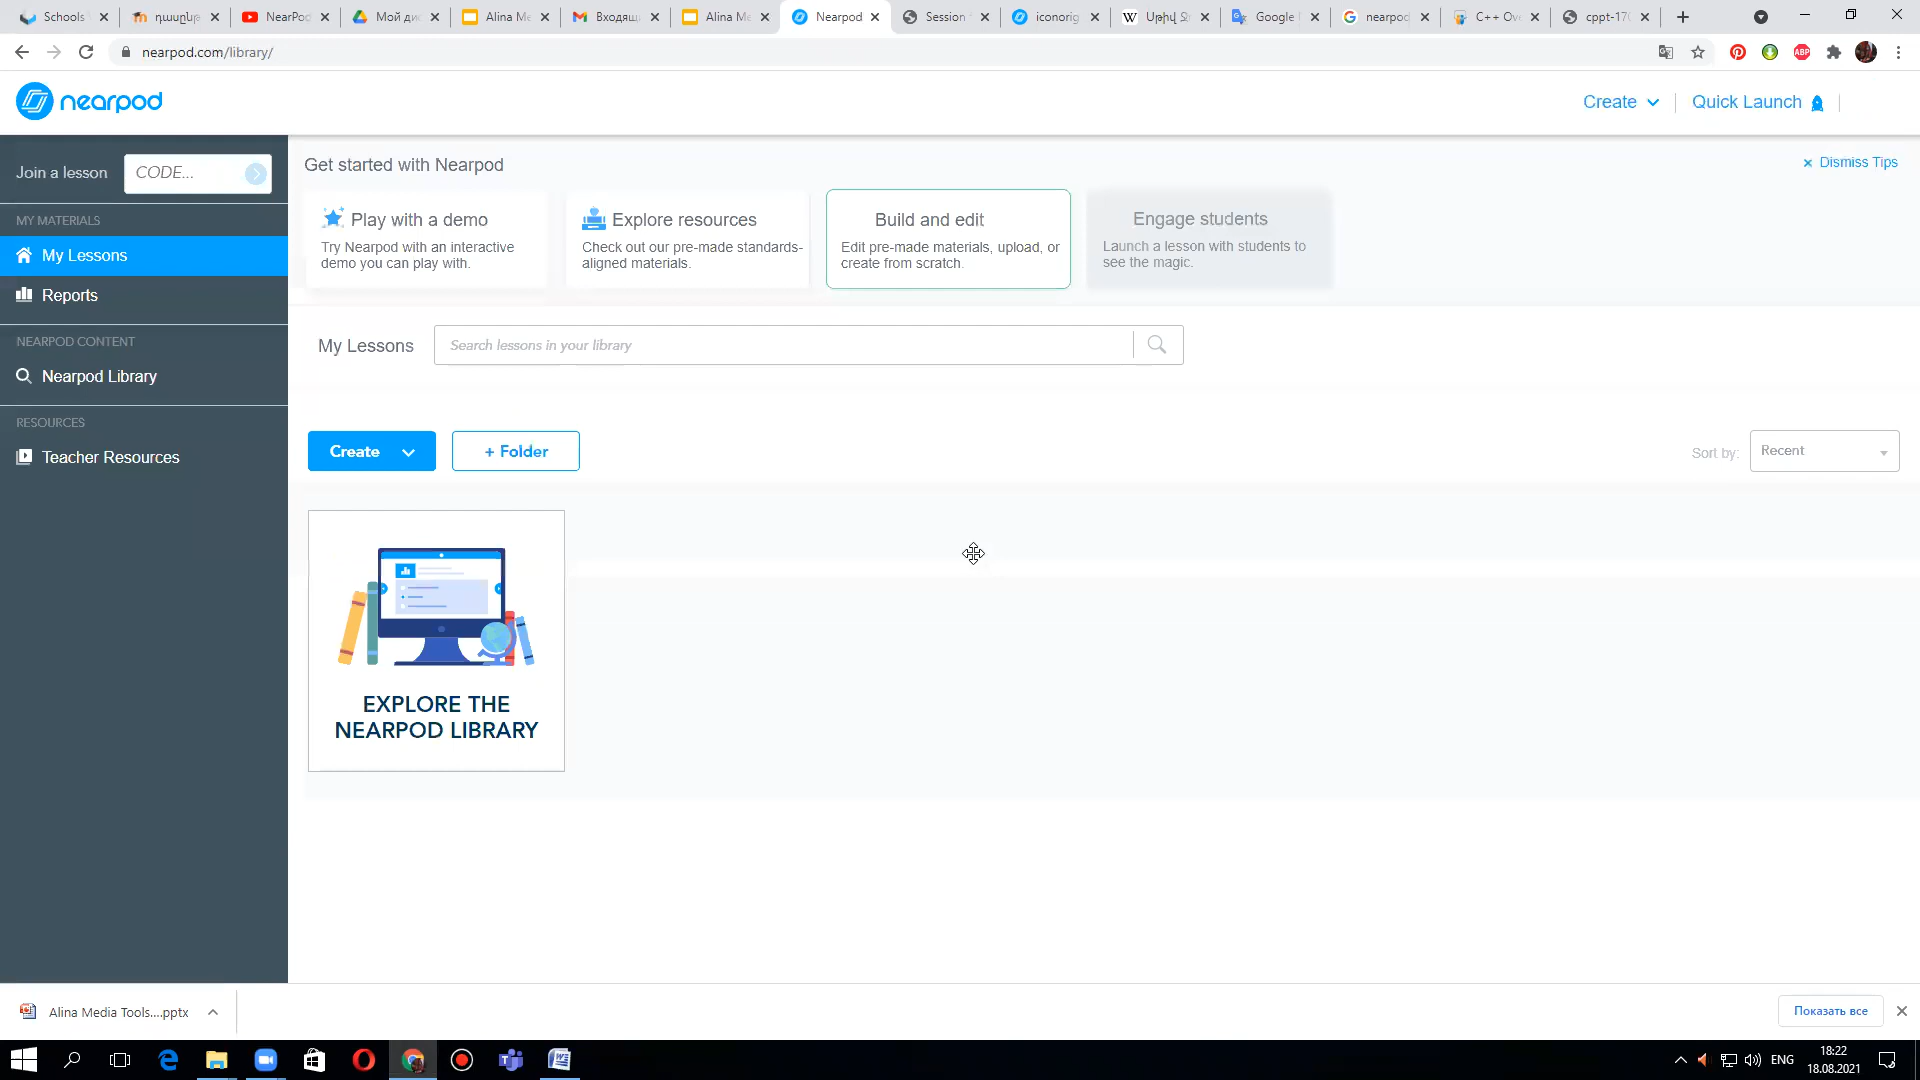 Schools
դասընթ
NearPod
Мой ди
Alina Me
Входящ
Alina Me
Nearpod
Session
iconorig
Google
nearpod
C++ Ove
cppt-170
nearpod.com/library/
nearpod
Create
Quick Launch
Join a lesson
CODE...
MY MATERIALS
My Lessons
Reports
NEARPOD CONTENT
Nearpod Library
RESOURCES
Teacher Resources
Get started with Nearpod
× Dismiss Tips
Play with a demo
Try Nearpod with an interactive
demo you can play with.
Explore resources
Check out our pre-made standards-
aligned materials.
Build and edit
Edit pre-made materials, upload, or
create from scratch.
Engage students
Launch a lesson with students to
see the magic.
My Lessons
Search lessons in your library
Create
+ Folder
Sort by:
Recent
EXPLORE THE
NEARPOD LIBRARY
Alina Media Tools....pptx
Показать все
ENG
18:22
18.08.2021